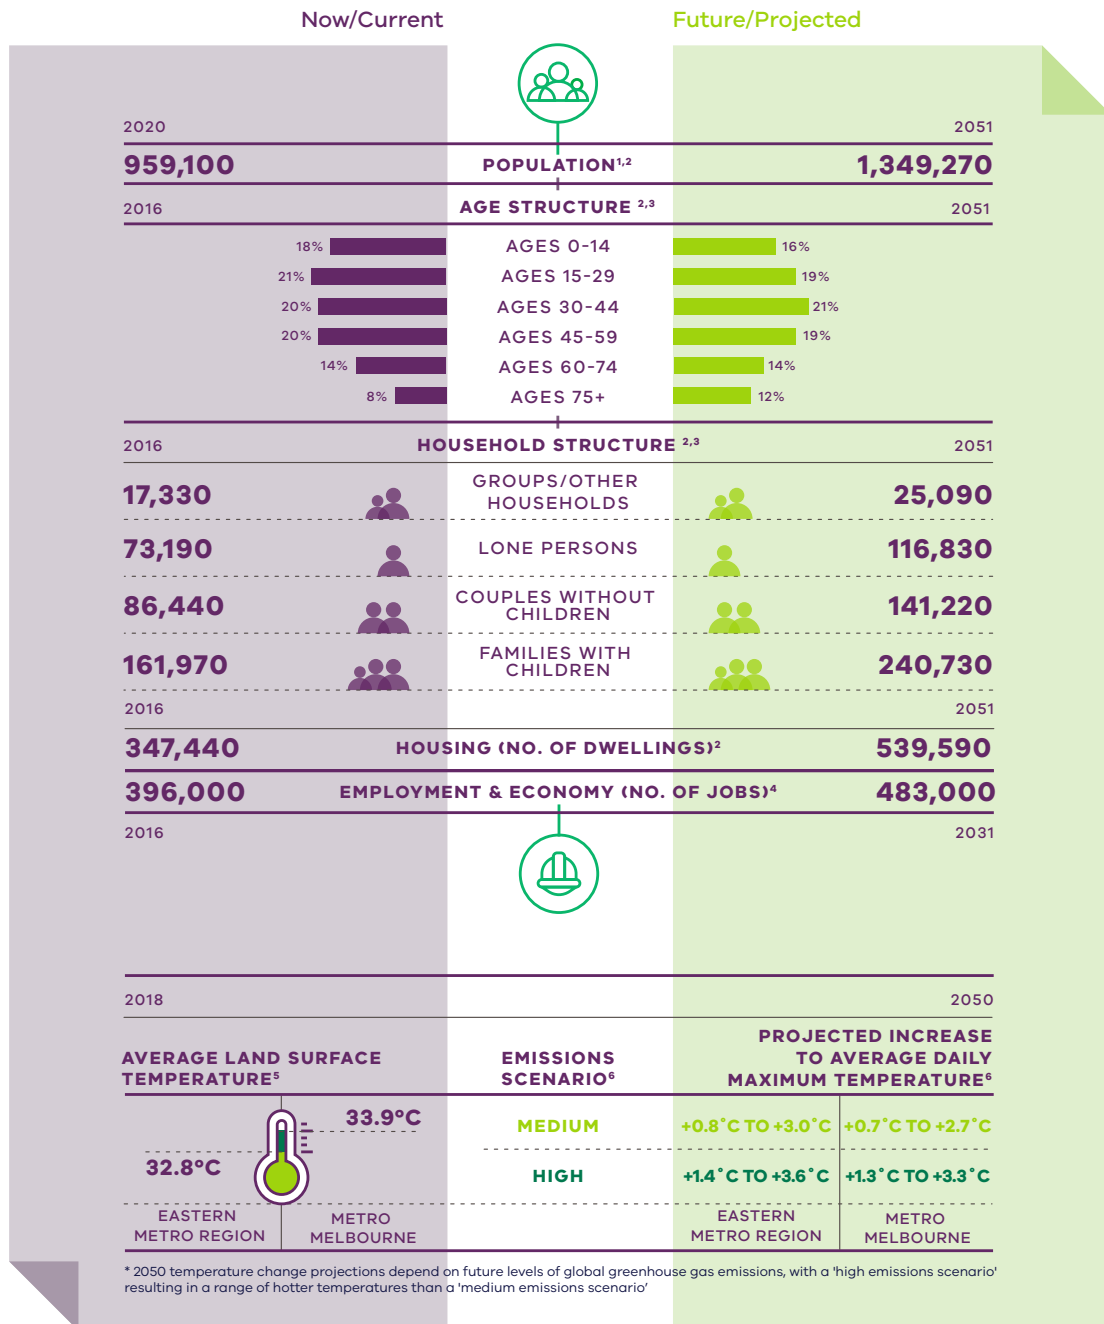 Now/Current Future/Projected
2020 2051
959,100 POPULATION1,2 1,349,270
2016 AGE STRUCTURE 2,3 2051
18% AGES 0-14 16%
21% AGES 15-29 19%
20% AGES 30-44 21%
20% AGES 45-59 19%
14% AGES 60-74 14%
8% AGES 75+ 12%
2016 HOUSEHOLD STRUCTURE 2,3 2051
17,330 GROUPS/OTHER HOUSEHOLDS 25,090
73,190 LONE PERSONS 116,830
86,440 COUPLES WITHOUT CHILDREN 141,220
161,970 FAMILIES WITH CHILDREN 240,730
2016 2051
347,440 HOUSING (NO. OF DWELLINGS)2 539,590
396,000 EMPLOYMENT & ECONOMY (NO. OF JOBS)4 483,000
2016 2031
2018 2050
AVERAGE LAND SURFACE
TEMPERATURE5
EMISSIONS
SCENARIO6
PROJECTED INCREASE
TO AVERAGE DAILY
MAXIMUM TEMPERATURE6
33.9°C
32.8°C
MEDIUM +0.8°C TO +3.0°C +0.7°C TO +2.7°C
HIGH +1.4°C TO +3.6°C +1.3°C TO +3.3°C
EASTERN
METRO REGION
METRO
MELBOURNE
EASTERN
METRO REGION
METRO
MELBOURNE
* 2050 temperature change projections depend on future levels of global greenhouse gas emissions, with a 'high emissions scenario'
resulting in a range of hotter temperatures than a 'medium emissions scenario'